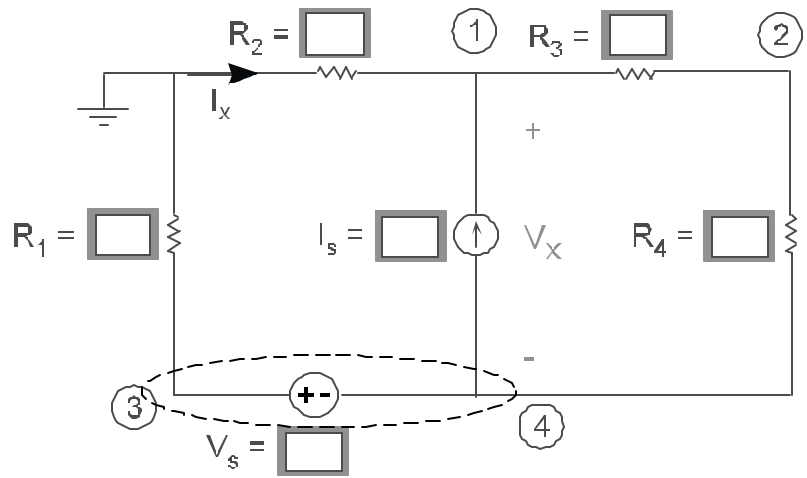 R2 =
1
R3 =
2
Ix
+
R1 =
Is =
Vx
R4 =
-
3
+ -
4
Vs =